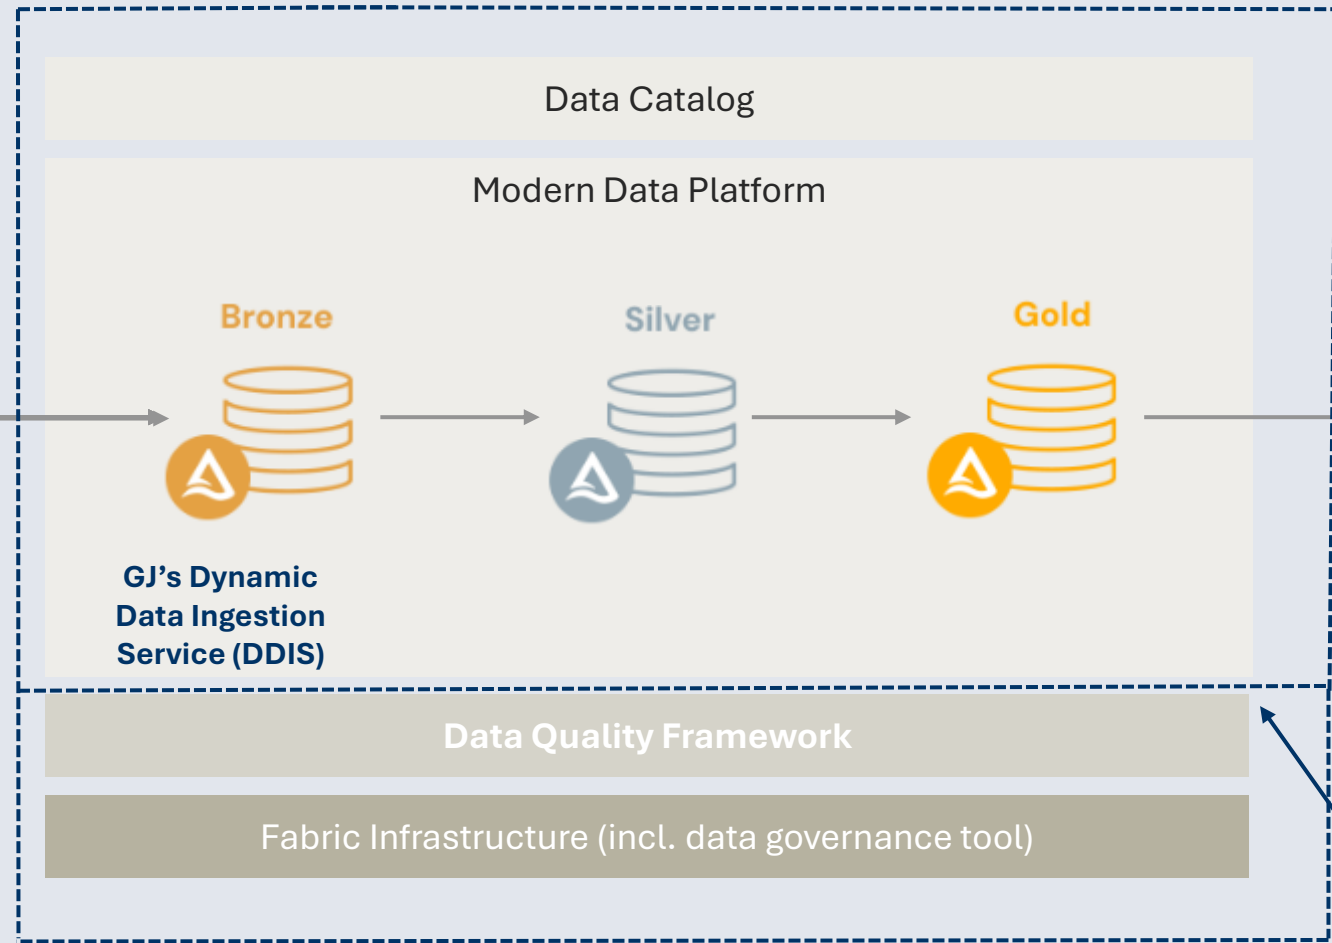 Data Catalog
Modern Data Platform
Bronze
Silver
Gold
GJ’s Dynamic
Data Ingestion
Service (DDIS)
Data Quality Framework
Fabric Infrastructure (incl. data governance tool)